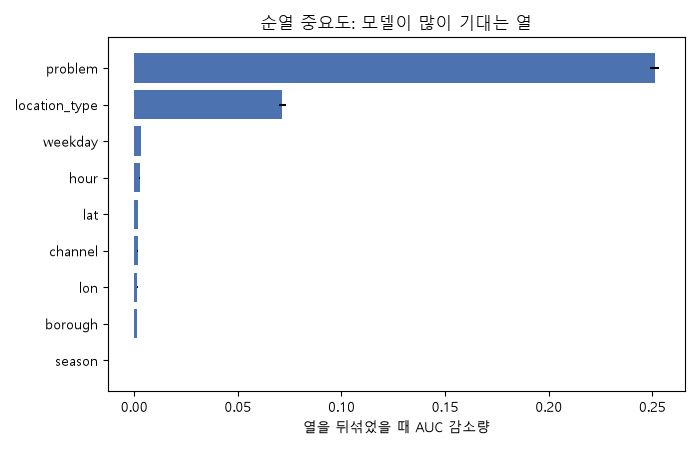 순열 중요도: 모델이 많이 기대는 열
problem
location_type
weekday
hour
lat
channel
lon
borough
season
0.00 0.05 0.10 0.15 0.20 0.25
열을 뒤섞었을 때 AUC 감소량